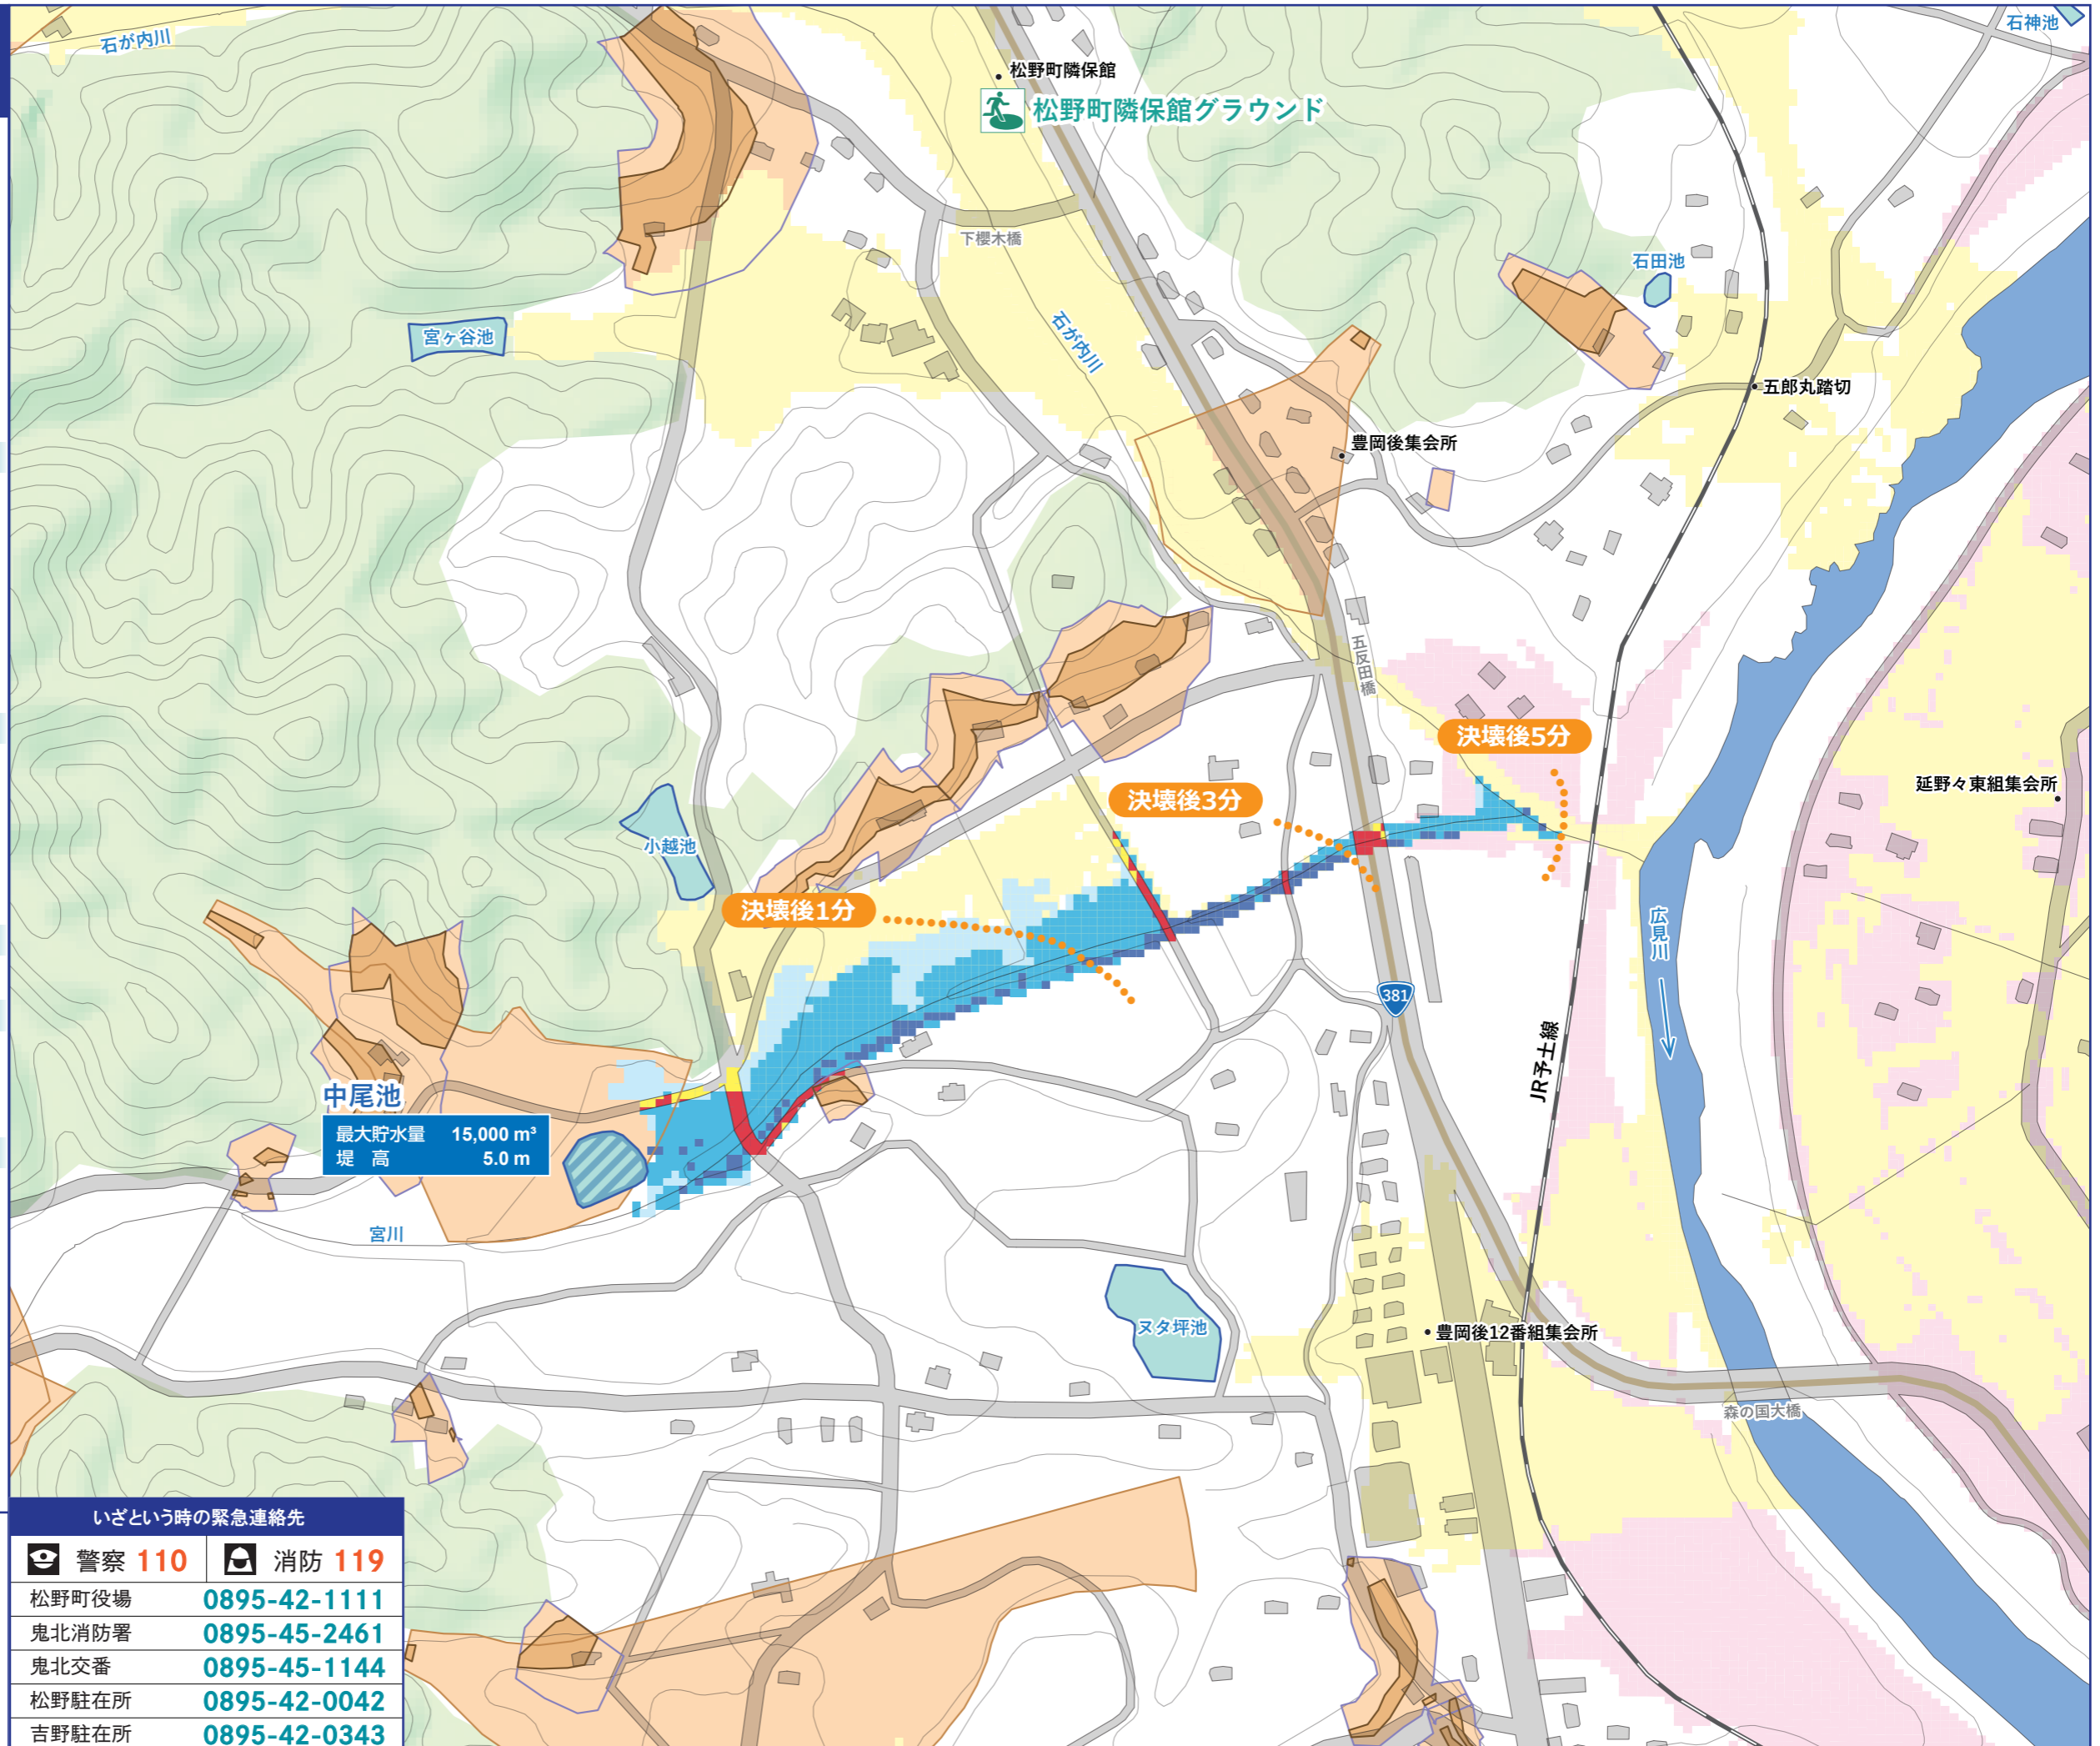 石が内川
石神池
松野町隣保館
松野町隣保館グラウンド
下櫻木橋
石田池
宮ヶ谷池
石が内川
五郎丸踏切
豊岡後集会所
五反田橋
決壊後5分
延野々東組集会所
決壊後3分
小越池
決壊後1分
広見川
381
JR予土線
中尾池
最大貯水量 15,000 m³
堤 高 5.0 m
宮川
ヌタ坪池
豊岡後12番組集会所
森の国大橋
いざという時の緊急連絡先
警察 110 消防 119
松野町役場 0895-42-1111
鬼北消防署 0895-45-2461
鬼北交番 0895-45-1144
松野駐在所 0895-42-0042
吉野駐在所 0895-42-0343